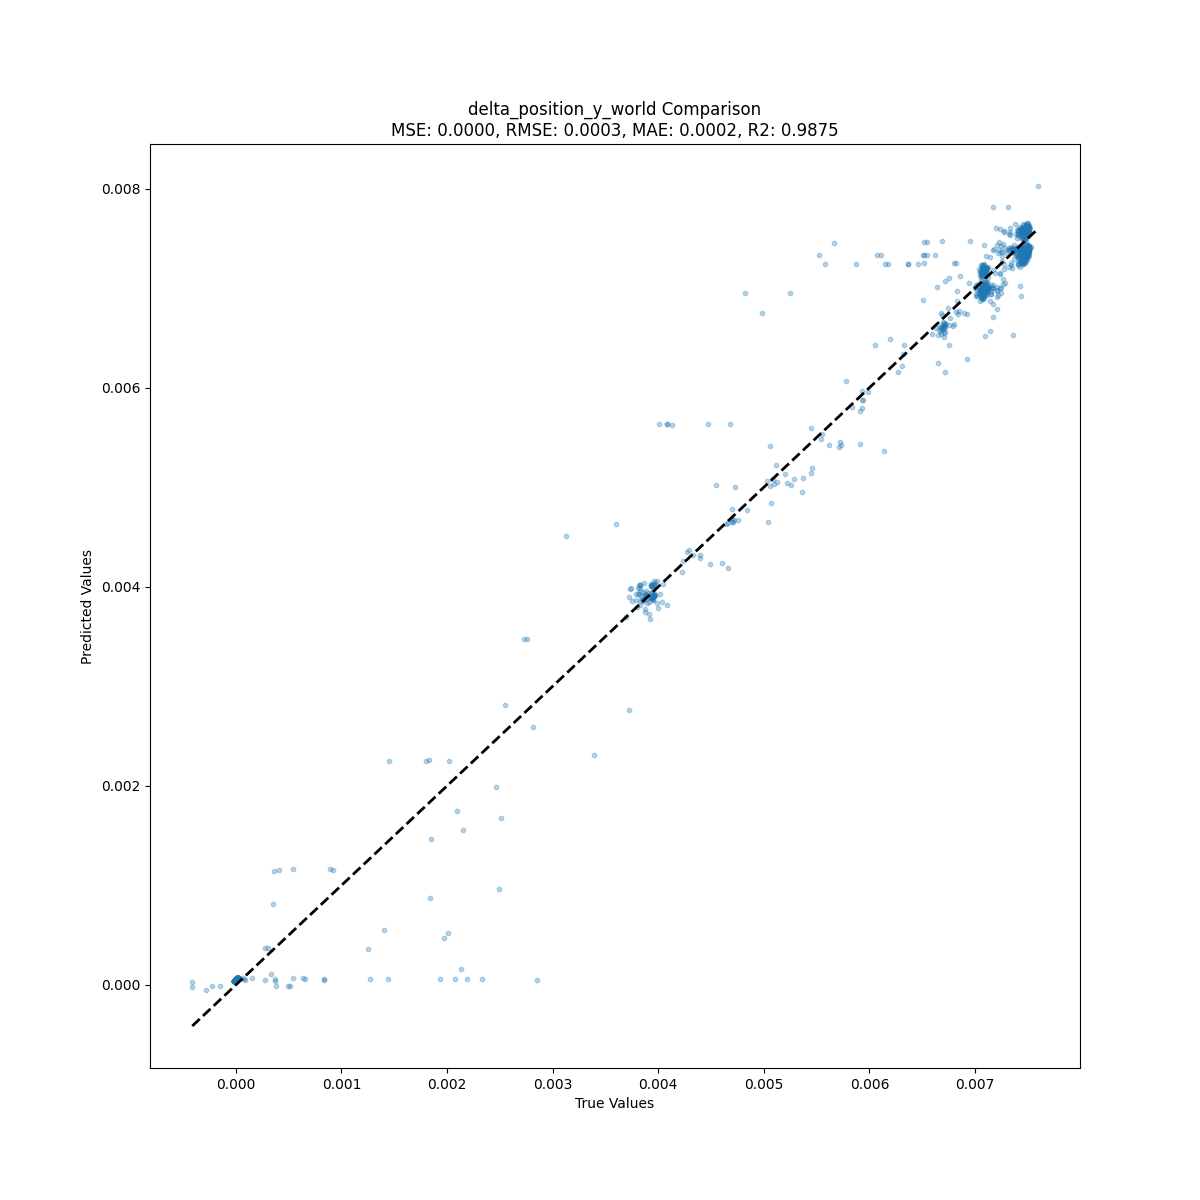 delta_position_y_world Comparison
MSE: 0.0000, RMSE: 0.0003, MAE: 0.0002, R2: 0.9875
0.008
0.006
0.004
0.002
0.000
Predicted Values
0.000 0.001 0.002 0.003 0.004 0.005 0.006 0.007
True Values